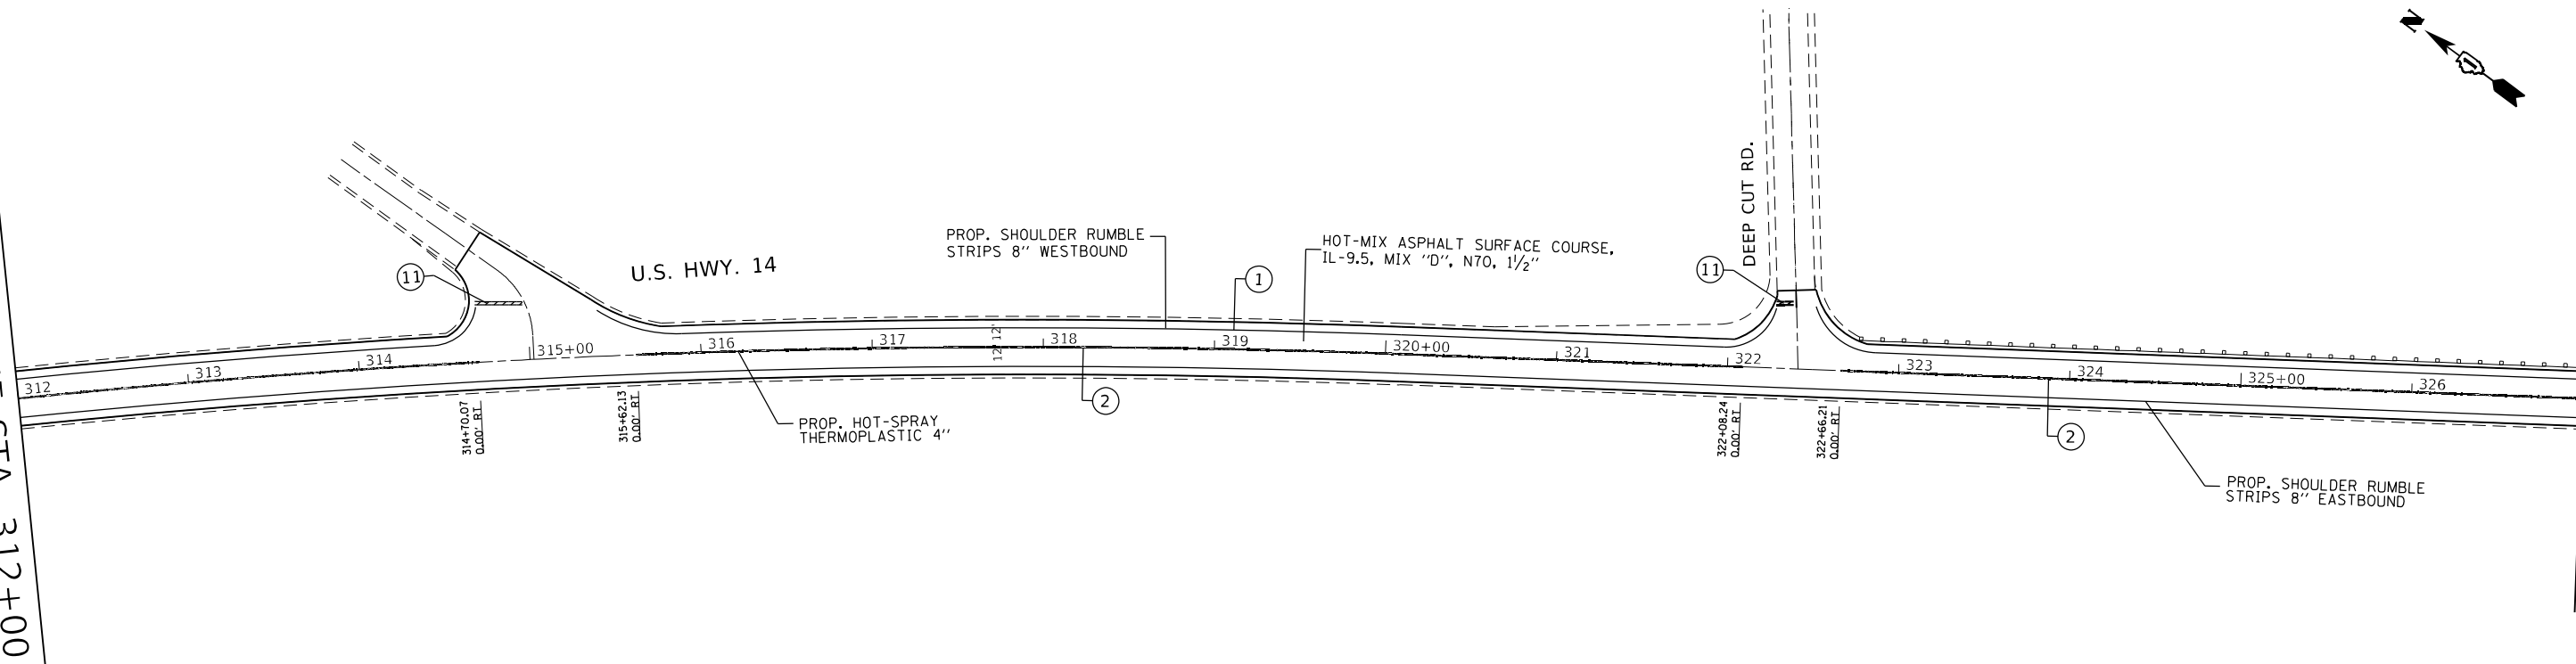 N
DEEP CUT RD.
11
U.S. HWY. 14
PROP. SHOULDER RUMBLE
STRIPS 8" WESTBOUND
1
HOT-MIX ASPHALT SURFACE COURSE,
IL-9.5, MIX "D", N70, 1½"
11
312
313
314
315+00
316
317
12' 12'
318
319
320+00
321
322
323
324
325+00
326
314+70.07
0.00' RT
315+62.13
0.00' RT
PROP. HOT-SPRAY
THERMOPLASTIC 4"
2
322+08.24
0.00' RT
322+66.21
0.00' RT
2
PROP. SHOULDER RUMBLE
STRIPS 8" EASTBOUND
STA 312+00